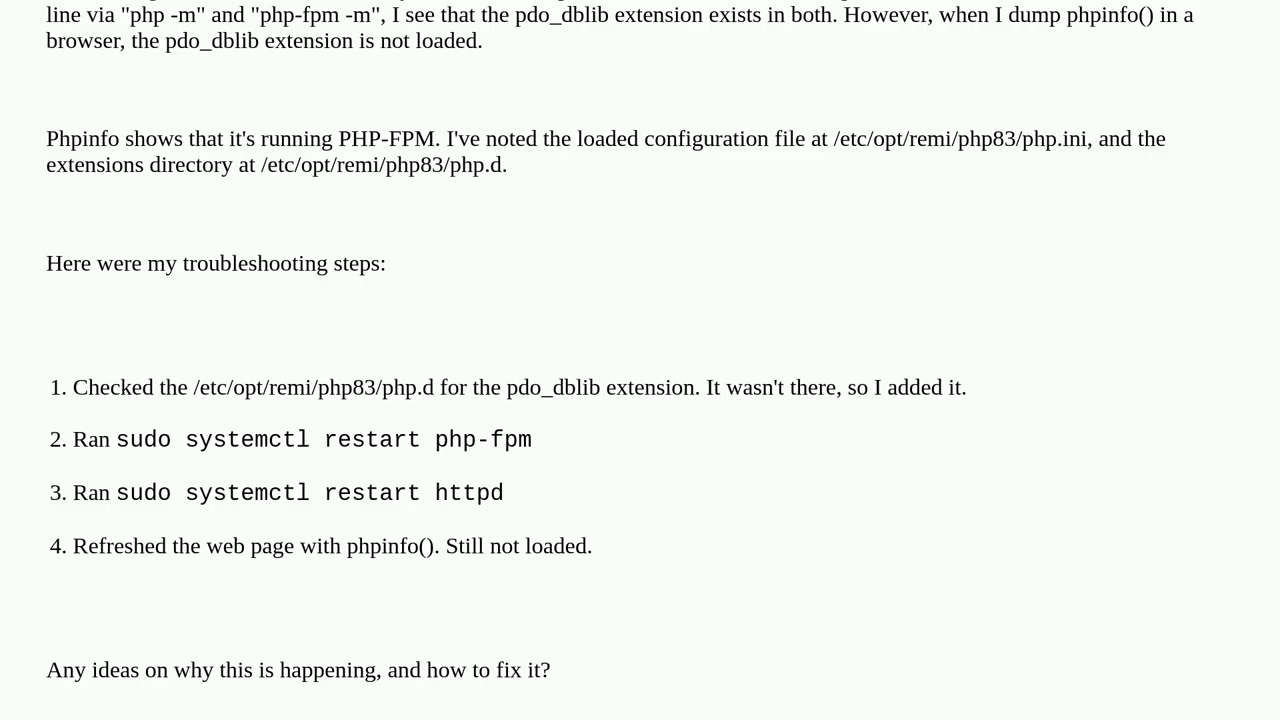 line via "php -m" and "php-fpm -m", I see that the pdo_dblib extension exists in both. However, when I dump phpinfo() in a
browser, the pdo_dblib extension is not loaded.
Phpinfo shows that it's running PHP-FPM. I've noted the loaded configuration file at /etc/opt/remi/php83/php.ini, and the
extensions directory at /etc/opt/remi/php83/php.d.
Here were my troubleshooting steps:
1. Checked the /etc/opt/remi/php83/php.d for the pdo_dblib extension. It wasn't there, so I added it.
2. Ran sudo systemctl restart php-fpm
3. Ran sudo systemctl restart httpd
4. Refreshed the web page with phpinfo(). Still not loaded.
Any ideas on why this is happening, and how to fix it?